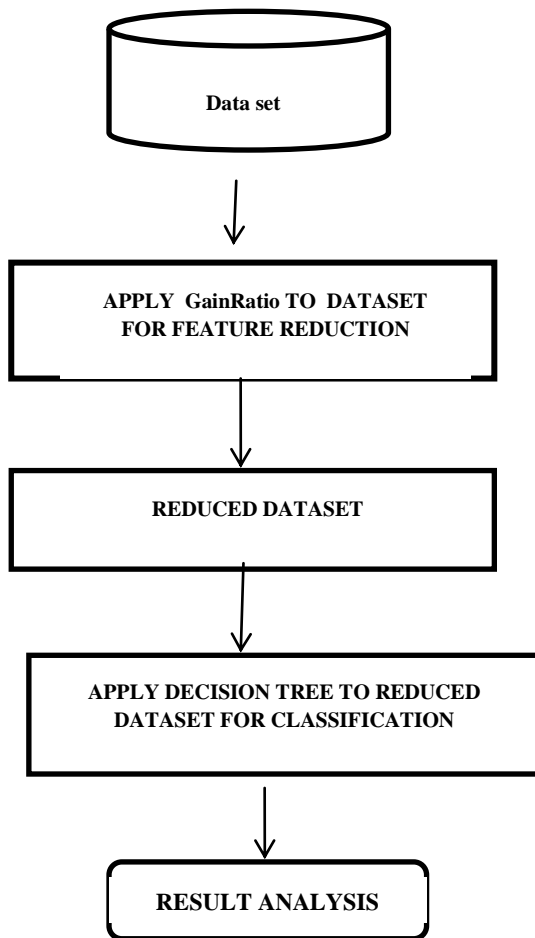 Data set
APPLY GainRatio TO DATASET
FOR FEATURE REDUCTION
REDUCED DATASET
APPLY DECISION TREE TO REDUCED
DATASET FOR CLASSIFICATION
RESULT ANALYSIS